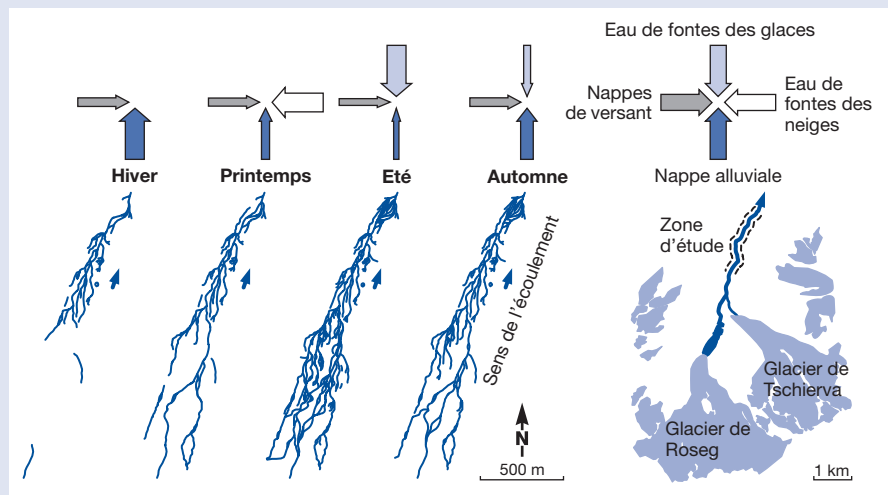 Eau de fontes des glaces
Nappes
de versant
Eau de
fontes des
neiges
Hiver
Printemps
Eté
Automne
Nappe alluviale
Zone
d'étude
Sens de l'écoulement
Glacier de
Tschierva
Glacier de
Roseg
N
500 m
1 km